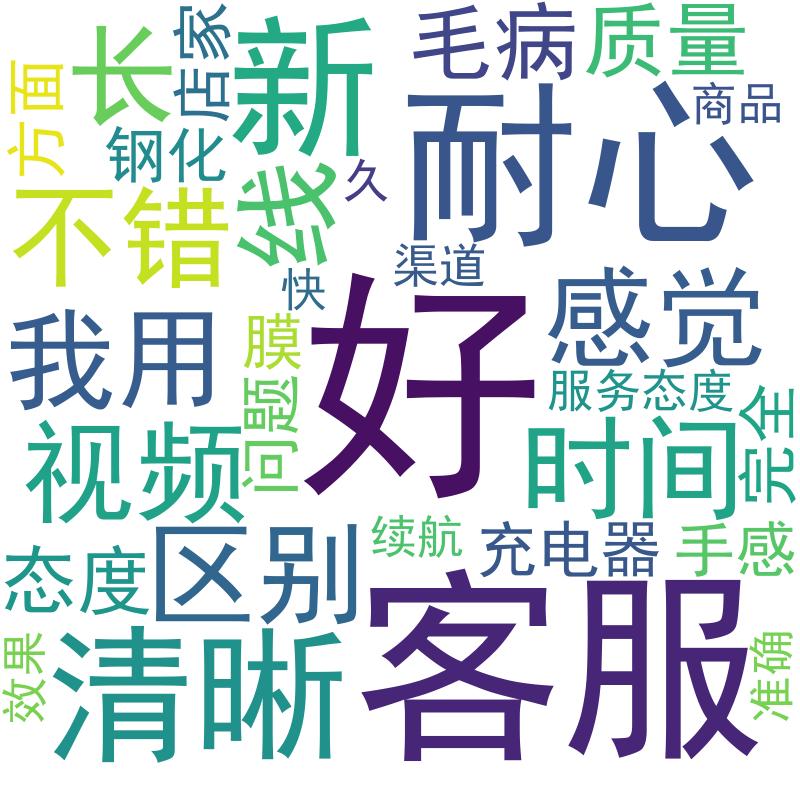 店家
长
新
毛病
质量
方面
钢化
耐心
商品
不错
线
久
渠道
快
感觉
我用
膜
好
服务态度
问题
完全
视频
时间
区别
续航
充电器
手感
态度
客服
清晰
效果
准确